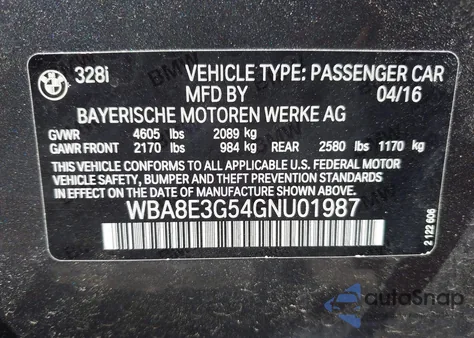 BMW
328i VEHICLE TYPE: PASSENGER CAR
MFD BY 04/16
BAYERISCHE MOTOREN WERKE AG
GVWR 4605 lbs 2089 kg
GAWR FRONT 2170 lbs 984 kg REAR 2580 lbs 1170 kg
THIS VEHICLE CONFORMS TO ALL APPLICABLE U.S. FEDERAL MOTOR
VEHICLE SAFETY, BUMPER AND THEFT PREVENTION STANDARDS
IN EFFECT ON THE DATE OF MANUFACTURE SHOWN ABOVE.
WBA8E3G54GNU01987
2 122 606
autoSnap